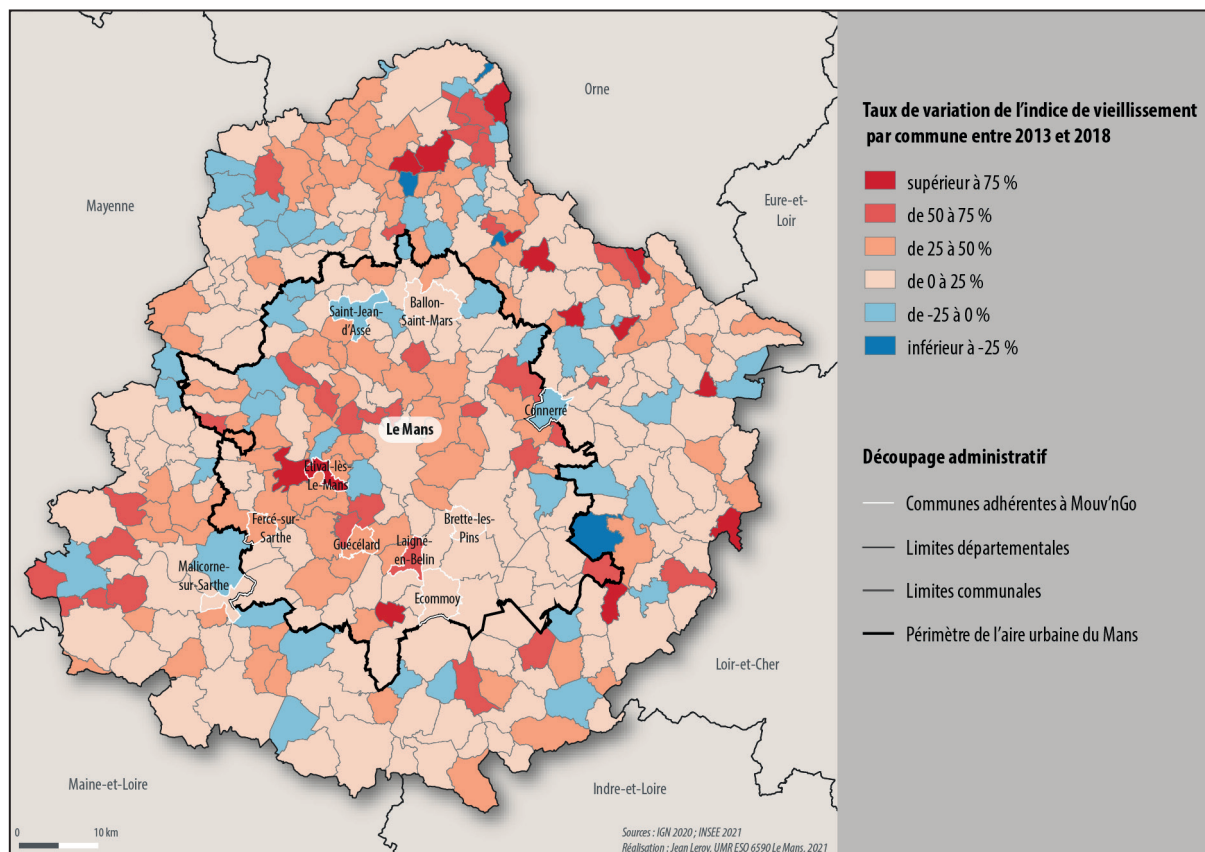 Orne
Mayenne
Eure-et-
Loir
Saint-Jean-
d'Assé
Ballon-
Saint-Mars
Connerré
Le Mans
Étival-lès-
Le-Mans
Fercé-sur-
Sarthe
Guécélard
Laigné-
en-Belin
Brette-les-
Pins
Malicorne-
sur-Sarthe
Ecommoy
Loir-et-Cher
Maine-et-Loire
Indre-et-Loire
0 10 km
Sources : IGN 2020 ; INSEE 2021
Réalisation : Jean Leroy, UMR ESO 6590 Le Mans, 2021
Taux de variation de l'indice de vieillissement
par commune entre 2013 et 2018
supérieur à 75 %
de 50 à 75 %
de 25 à 50 %
de 0 à 25 %
de -25 à 0 %
inférieur à -25 %
Découpage administratif
Communes adhérentes à Mouv'nGo
Limites départementales
Limites communales
Périmètre de l'aire urbaine du Mans